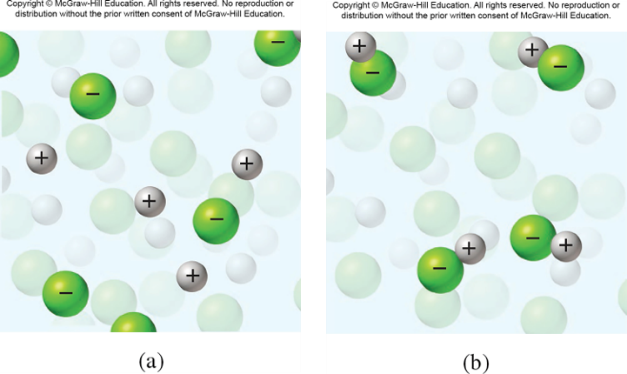 Copyright © McGraw-Hill Education. All rights reserved. No reproduction or
distribution without the prior written consent of McGraw-Hill Education.
Copyright © McGraw-Hill Education. All rights reserved. No reproduction or
distribution without the prior written consent of McGraw-Hill Education.
− −
+ +
+ −
+
−
+ −
+ −
+ −
− +
(a)
(b)